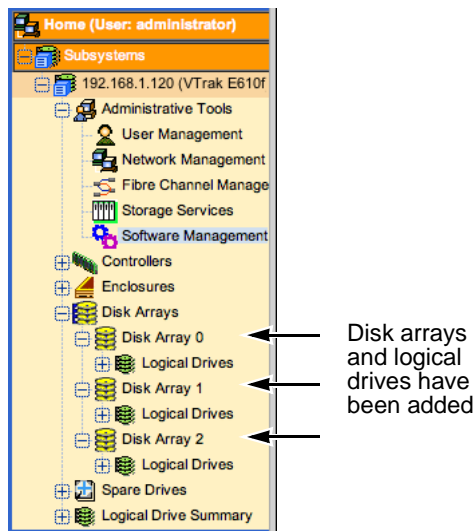 Home (User: administrator)
Subsystems
192.168.1.120 (VTrak E610f
Administrative Tools
User Management
Network Management
Fibre Channel Manage
Storage Services
Software Management
Controllers
Enclosures
Disk Arrays
Disk Array 0
Logical Drives
Disk Array 1
Logical Drives
Disk Array 2
Logical Drives
Spare Drives
Logical Drive Summary
Disk arrays
and logical
drives have
been added